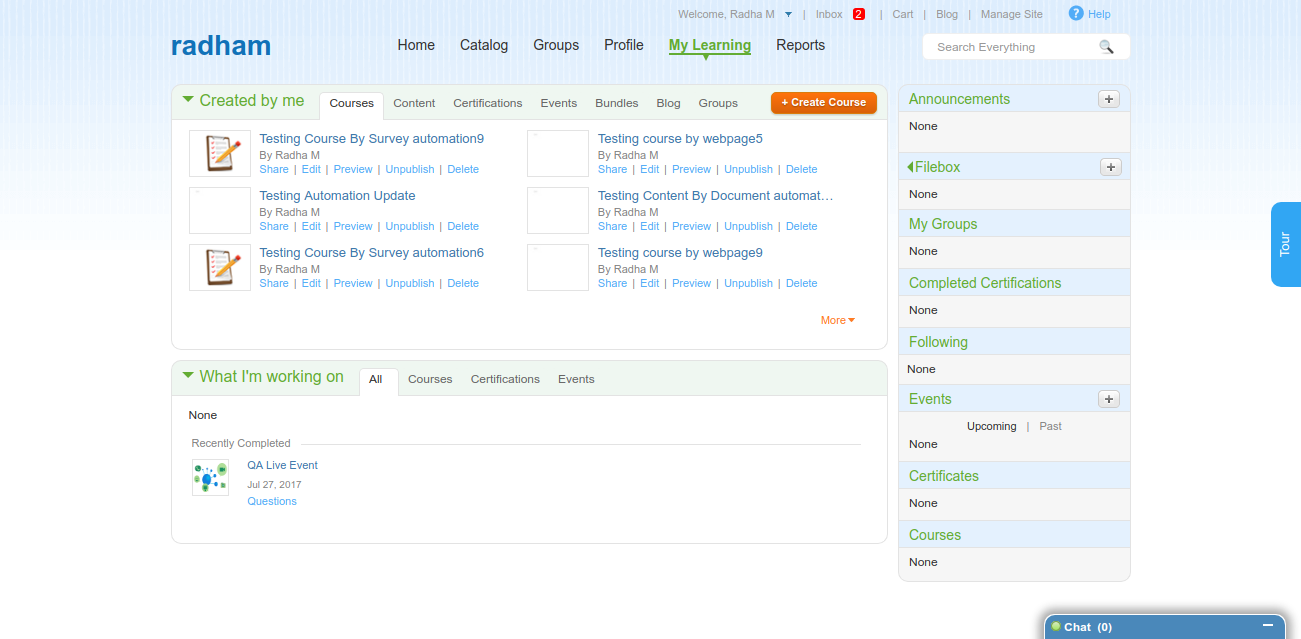 Welcome, Radha M | Inbox 2 | Cart | Blog | Manage Site ? Help
radham
Home Catalog Groups Profile My Learning Reports
Search Everything
Created by me
Courses Content Certifications Events Bundles Blog Groups
+ Create Course
Testing Course By Survey automation9
By Radha M
Share | Edit | Preview | Unpublish | Delete
Testing course by webpage5
By Radha M
Share | Edit | Preview | Unpublish | Delete
Testing Automation Update
By Radha M
Share | Edit | Preview | Unpublish | Delete
Testing Content By Document automat…
By Radha M
Share | Edit | Preview | Unpublish | Delete
Testing Course By Survey automation6
By Radha M
Share | Edit | Preview | Unpublish | Delete
Testing course by webpage9
By Radha M
Share | Edit | Preview | Unpublish | Delete
More
What I'm working on
All Courses Certifications Events
None
Recently Completed
QA Live Event
Jul 27, 2017
Questions
Announcements +
None
Filebox +
None
My Groups
None
Completed Certifications
None
Following
None
Events +
Upcoming | Past
None
Certificates
None
Courses
None
Tour
Chat (0)